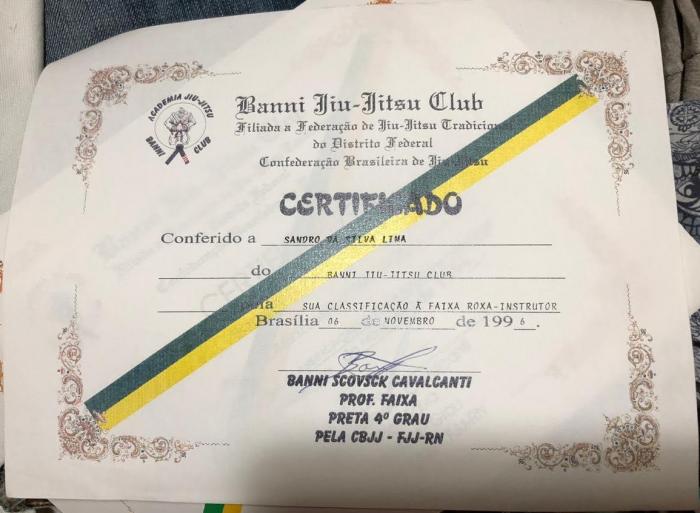 ACADEMIA JIU-JITSU
BANNI CLUB
Banni Jiu-Jitsu Club
Filiada a Federação de Jiu-Jitsu Tradicional
do Distrito Federal
Confederação Brasileira de Jiu-Jitsu
CERTIFICADO
Conferido a SANDRO DA SILVA LIMA
do BANNI JIU-JITSU CLUB
pela SUA CLASSIFICAÇÃO À FAIXA ROXA-INSTRUTOR
Brasília 06 de NOVEMBRO de 1996.
BANNI SCOVSCK CAVALCANTI
PROF. FAIXA
PRETA 4º GRAU
PELA CBJJ - FJJ-RN